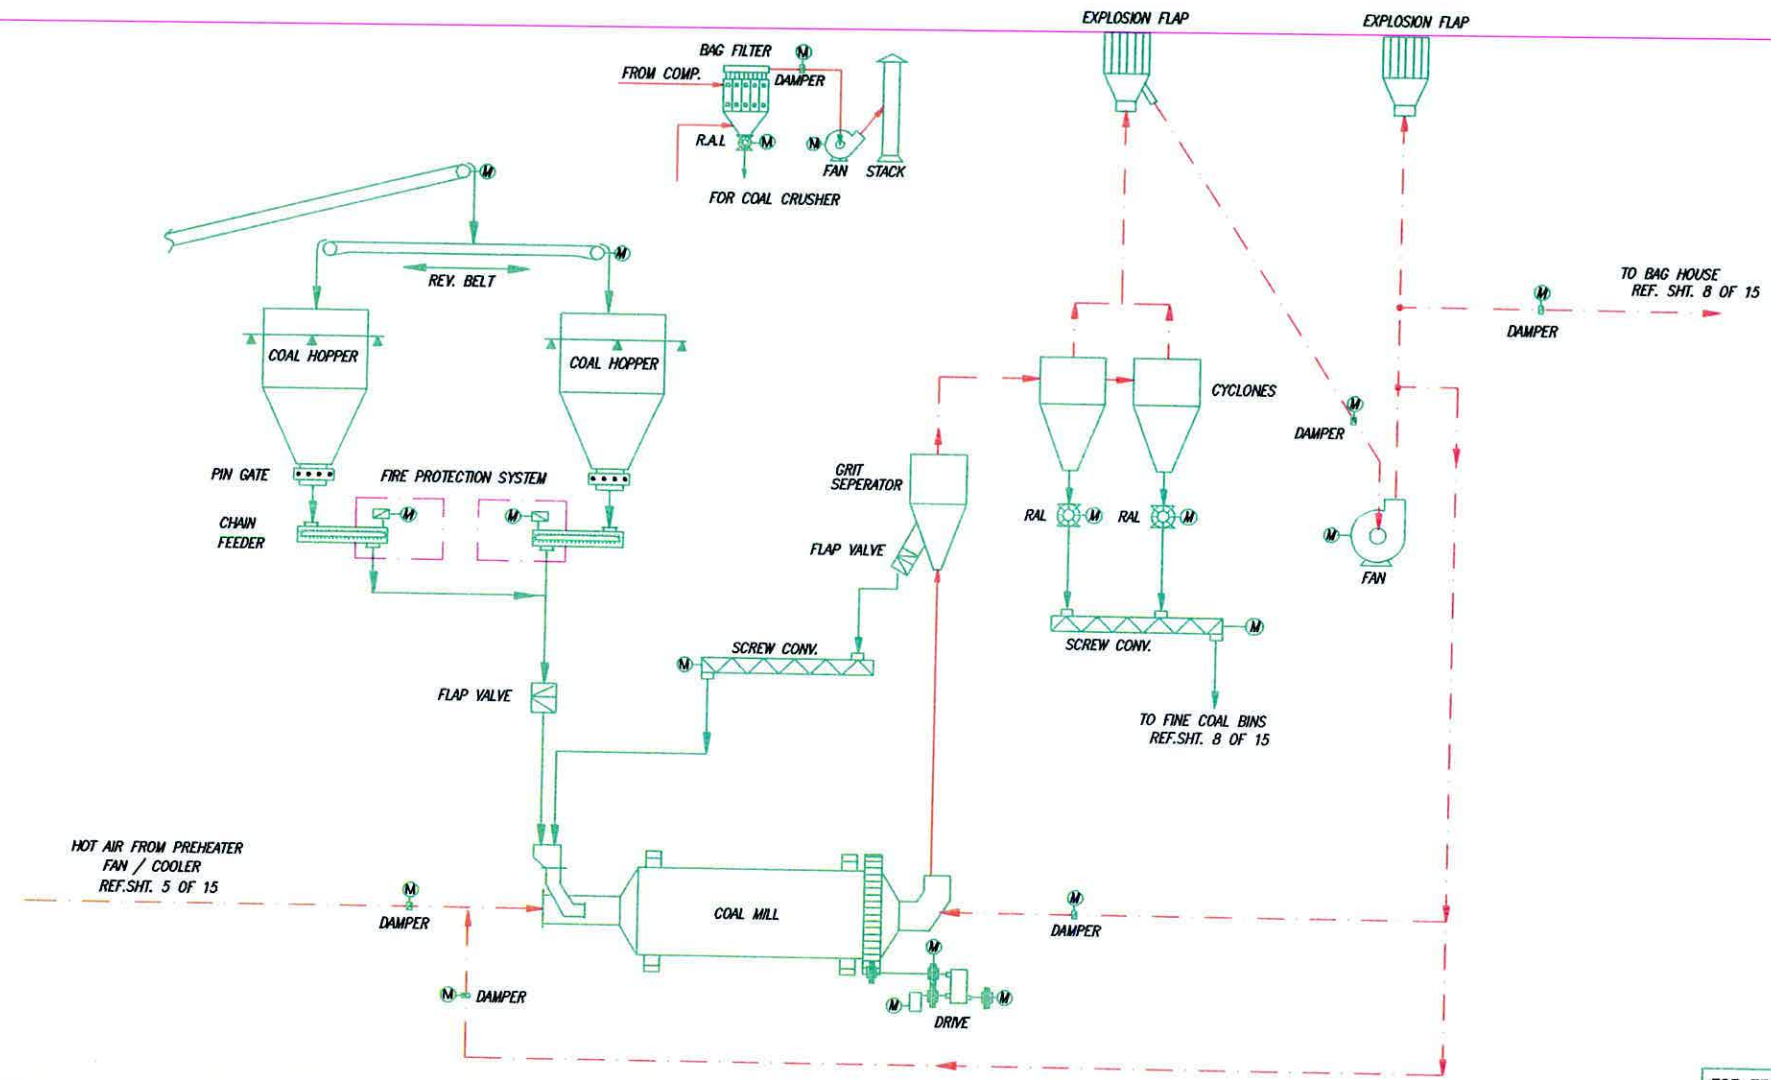 EXPLOSION FLAP
EXPLOSION FLAP
BAG FILTER
M
FROM COMP.
DAMPER
R.A.L
M
M
FAN
STACK
FOR COAL CRUSHER
M
M
REV. BELT
TO BAG HOUSE
REF. SHT. 8 OF 15
M
DAMPER
COAL HOPPER
COAL HOPPER
CYCLONES
M
DAMPER
PIN GATE
FIRE PROTECTION SYSTEM
GRIT
SEPERATOR
CHAIN
FEEDER
M
M
RAL
M
RAL
M
FLAP VALVE
M
FAN
SCREW CONV.
M
SCREW CONV.
M
FLAP VALVE
TO FINE COAL BINS
REF.SHT. 8 OF 15
HOT AIR FROM PREHEATER
FAN / COOLER
REF.SHT. 5 OF 15
M
DAMPER
COAL MILL
M
DAMPER
M
M
DAMPER
M
M
DRIVE